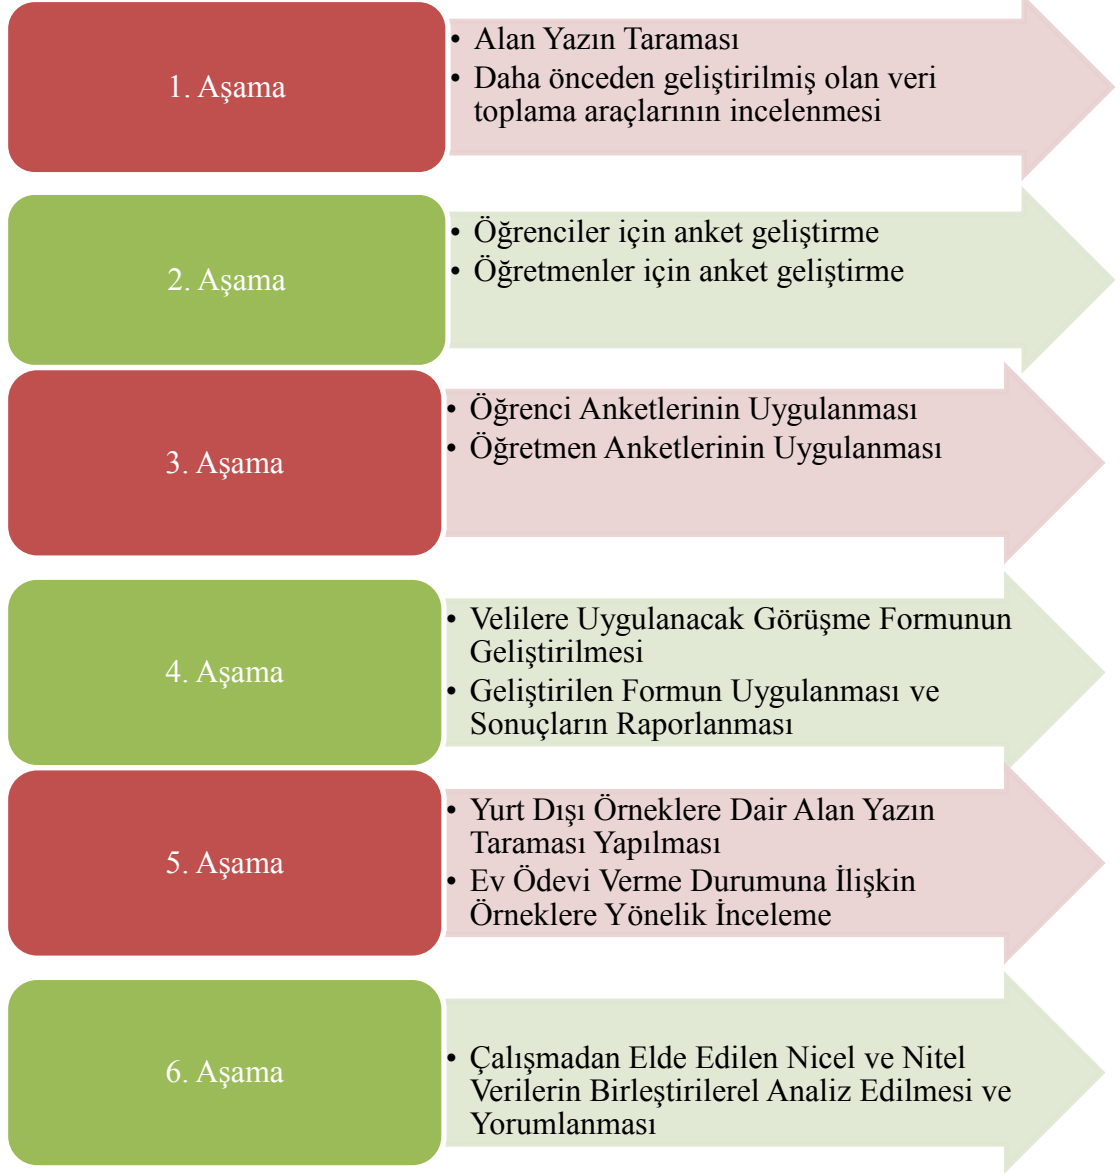 1. Aşama
• Alan Yazın Taraması
• Daha önceden geliştirilmiş olan veri
toplama araçlarının incelenmesi
2. Aşama
• Öğrenciler için anket geliştirme
• Öğretmenler için anket geliştirme
3. Aşama
• Öğrenci Anketlerinin Uygulanması
• Öğretmen Anketlerinin Uygulanması
4. Aşama
• Velilere Uygulanacak Görüşme Formunun
Geliştirilmesi
• Geliştirilen Formun Uygulanması ve
Sonuçların Raporlanması
5. Aşama
• Yurt Dışı Örneklere Dair Alan Yazın
Taraması Yapılması
• Ev Ödevi Verme Durumuna İlişkin
Örneklere Yönelik İnceleme
6. Aşama
• Çalışmadan Elde Edilen Nicel ve Nitel
Verilerin Birleştirilerel Analiz Edilmesi ve
Yorumlanması